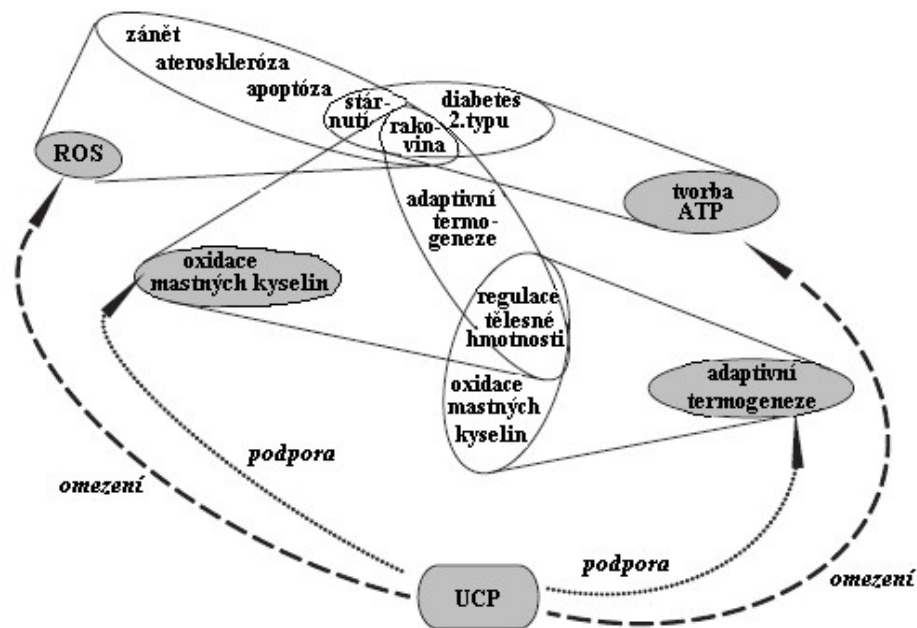 zánět
ateroskleróza
apoptóza
stár-
nutí
diabetes
2.typu
rako-
vina
ROS
tvorba
ATP
adaptivní
termo-
geneze
oxidace
mastných kyselin
regulace
tělesné
hmotnosti
oxidace
mastných
kyselin
adaptivní
termogeneze
podpora
omezení
podpora
omezení
UCP